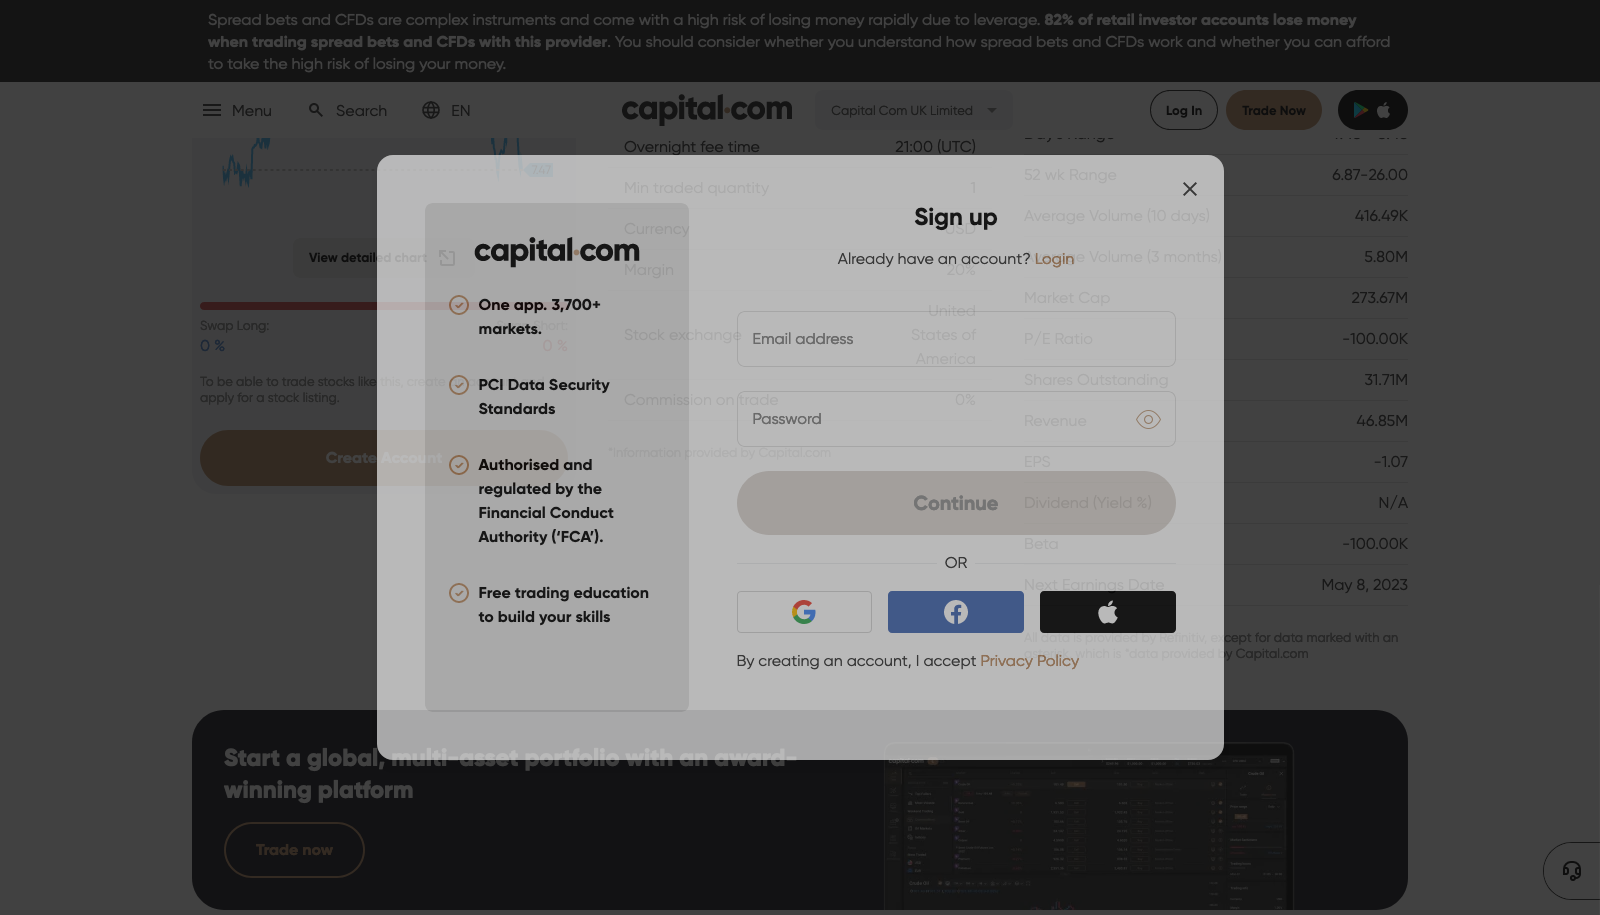 Spread bets and CFDs are complex instruments and come with a high risk of losing money rapidly due to leverage. 82% of retail investor accounts lose money
when trading spread bets and CFDs with this provider. You should consider whether you understand how spread bets and CFDs work and whether you can afford
to take the high risk of losing your money.
Menu
Search
EN
capital.com
Capital Com UK Limited
Log In
Trade Now
Overnight fee time 21:00 (UTC)
Min traded quantity 1
Currency USD
Margin 20%
Stock exchange United
States of
America
Commission on trade 0%
*Information provided by Capital.com
Days Range
52 wk Range 6.87-26.00
Average Volume (10 days) 416.49K
Average Volume (3 months) 5.80M
Market Cap 273.67M
P/E Ratio -100.00K
Shares Outstanding 31.71M
Revenue 46.85M
EPS -1.07
Dividend (Yield %) N/A
Beta -100.00K
Next Earnings Date May 8, 2023
All data is provided by Refinitiv, except for data marked with an
asterisk, which is *data provided by Capital.com
7.47
View detailed chart
Swap Long:
0 %
0 %
To be able to trade stocks like this, create
apply for a stock listing.
Create Account
capital.com
One app. 3,700+
markets.
PCI Data Security
Standards
Authorised and
regulated by the
Financial Conduct
Authority (‘FCA’).
Free trading education
to build your skills
Sign up
Already have an account? Login
Email address
Password
Continue
OR
By creating an account, I accept Privacy Policy
Start a global, multi-asset portfolio with an award-
winning platform
Trade now